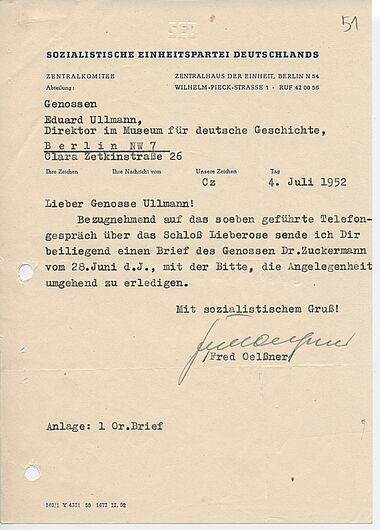 51
SED
SOZIALISTISCHE EINHEITSPARTEI DEUTSCHLANDS
ZENTRALKOMITEE
Abteilung:
ZENTRALHAUS DER EINHEIT, BERLIN N 54
WILHELM-PIECK-STRASSE 1 · RUF 42 00 56
Genossen
Eduard Ullmann,
Direktor im Museum für deutsche Geschichte,
Berlin NW 7
Clara Zetkinstraße 26
Ihre Zeichen Ihre Nachricht vom Unsere Zeichen Tag
Cz 4. Juli 1952
Lieber Genosse Ullmann!
Bezugnehmend auf das soeben geführte Telefon-
gespräch über das Schloß Lieberose sende ich Dir
beiliegend einen Brief des Genossen Dr.Zuckermann
vom 28.Juni d.J., mit der Bitte, die Angelegenheit
umgehend zu erledigen.
Mit sozialistischem Gruß!
/Fred Oelßner
Anlage: 1 Or.Brief